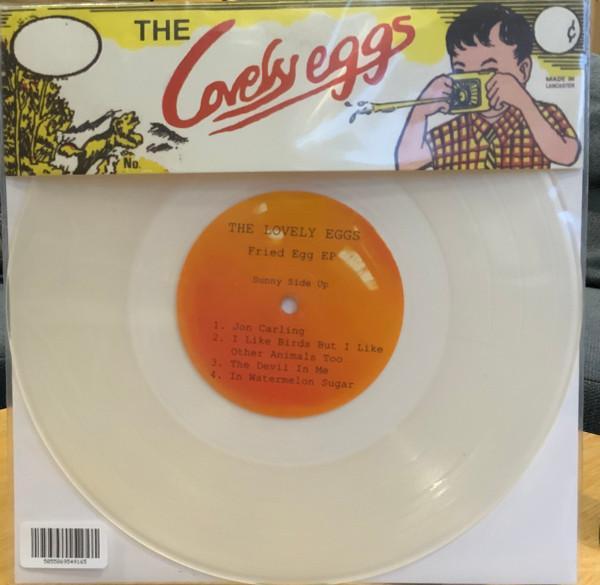 THE
Lovely eggs
¢
MADE IN
LANCASTER
No.
THE LOVELY EGGS
Fried Egg EP
Sunny Side Up
1. Jon Carling
2. I Like Birds But I Like
Other Animals Too
3. The Devil In Me
4. In Watermelon Sugar
5055869549165